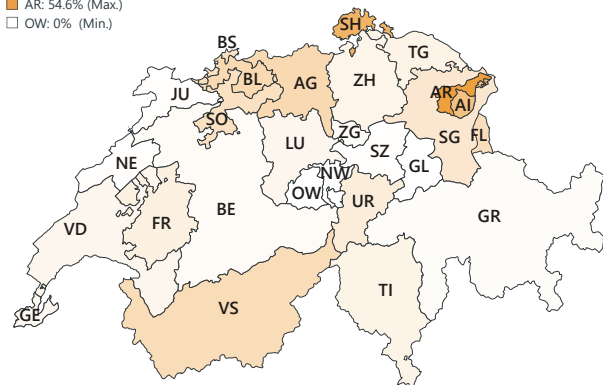 AR: 54.6% (Max.)
OW: 0% (Min.)
SH
BS
TG
BL
AG
ZH
JU
AR
AI
SO
ZG
LU
SG
FL
NE
SZ
GL
NW
OW
UR
BE
GR
VD
FR
TI
VS
GE